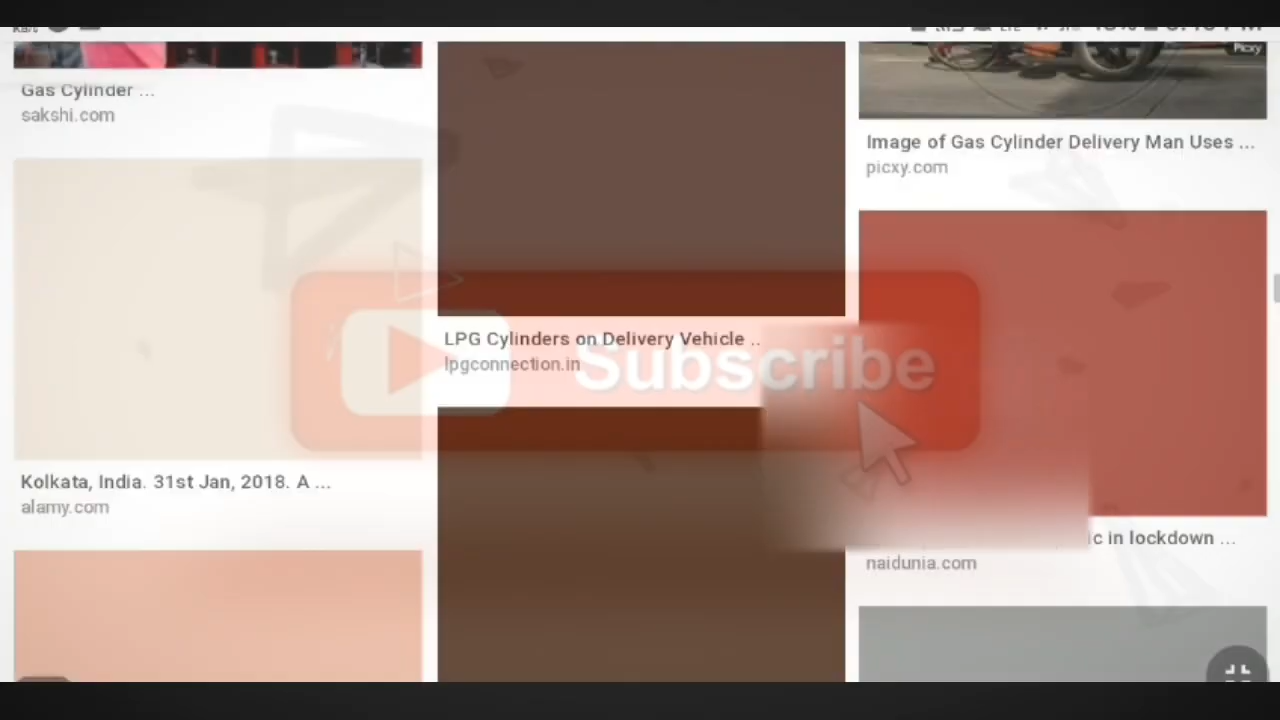 Gas Cylinder ...
sakshi.com
Picxy
Image of Gas Cylinder Delivery Man Uses ...
picxy.com
LPG Cylinders on Delivery Vehicle ..
lpgconnection.in
Subscribe
Kolkata, India. 31st Jan, 2018. A ...
alamy.com
in lockdown ...
naidunia.com